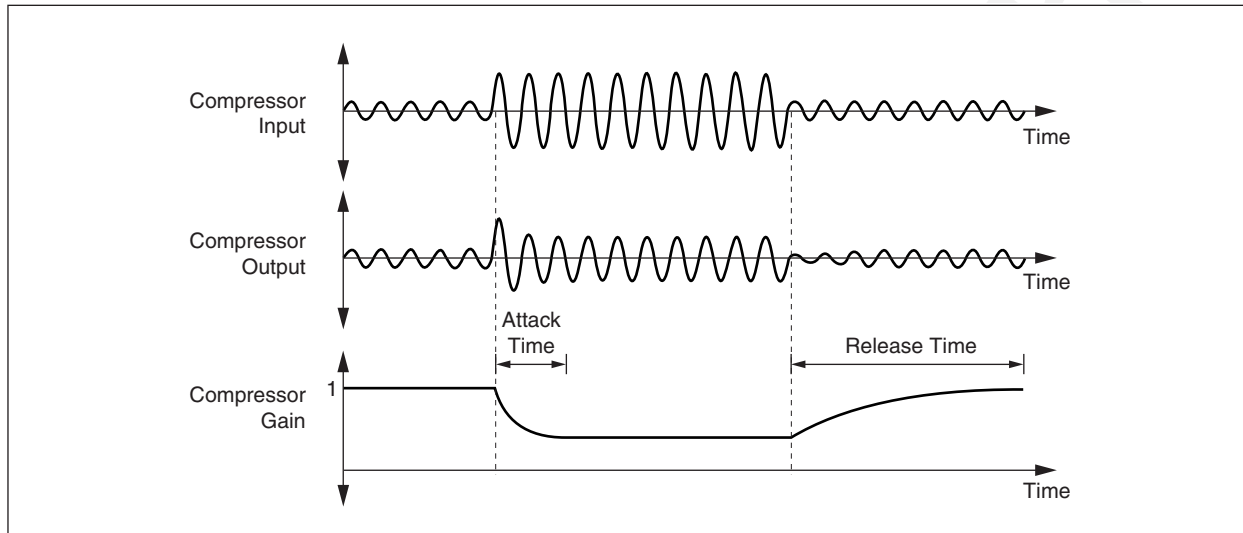 Compressor
Input
Time
Compressor
Output
Time
Attack
Time
Release Time
Compressor
Gain
1
Time